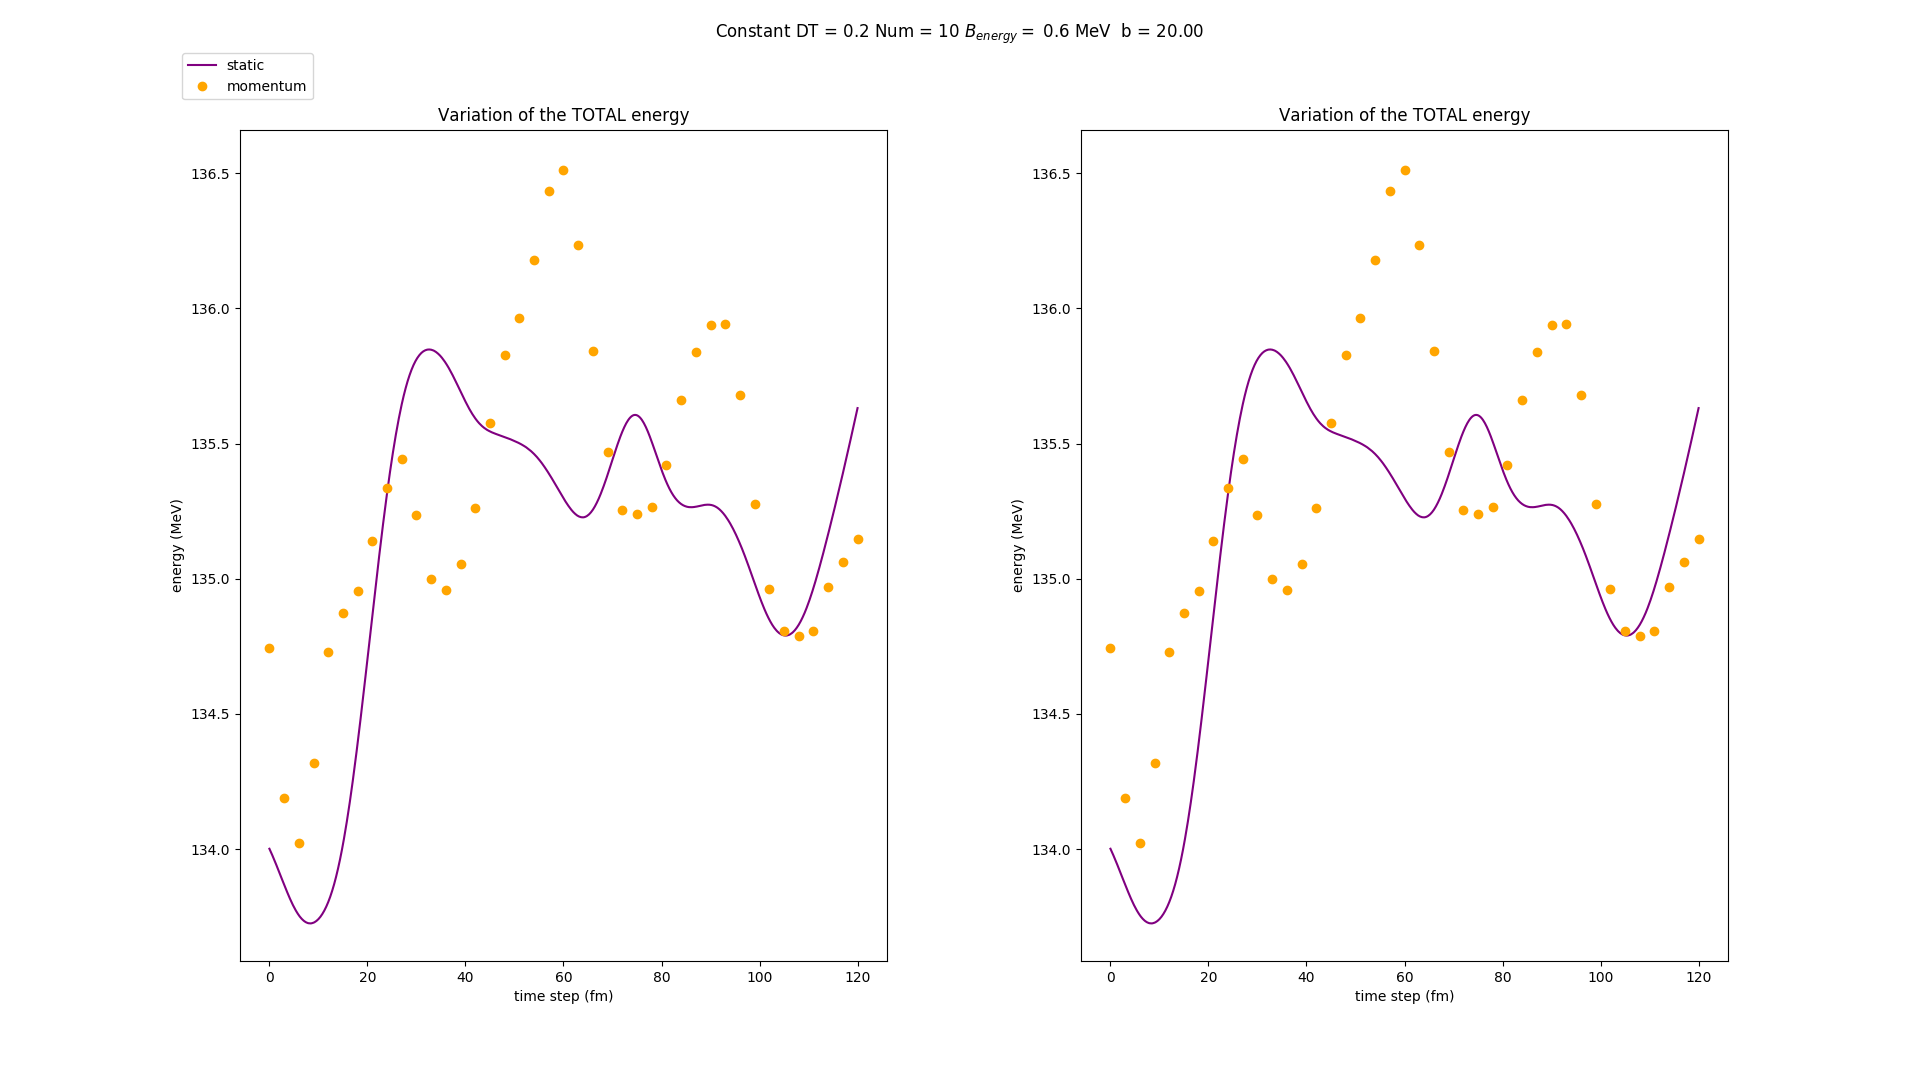 Constant DT = 0.2 Num = 10 B_energy = 0.6 MeV b = 20.00
static
momentum
Variation of the TOTAL energy
136.5
136.0
135.5
135.0
134.5
134.0
energy (MeV)
0 20 40 60 80 100 120
time step (fm)
Variation of the TOTAL energy
136.5
136.0
135.5
135.0
134.5
134.0
energy (MeV)
0 20 40 60 80 100 120
time step (fm)